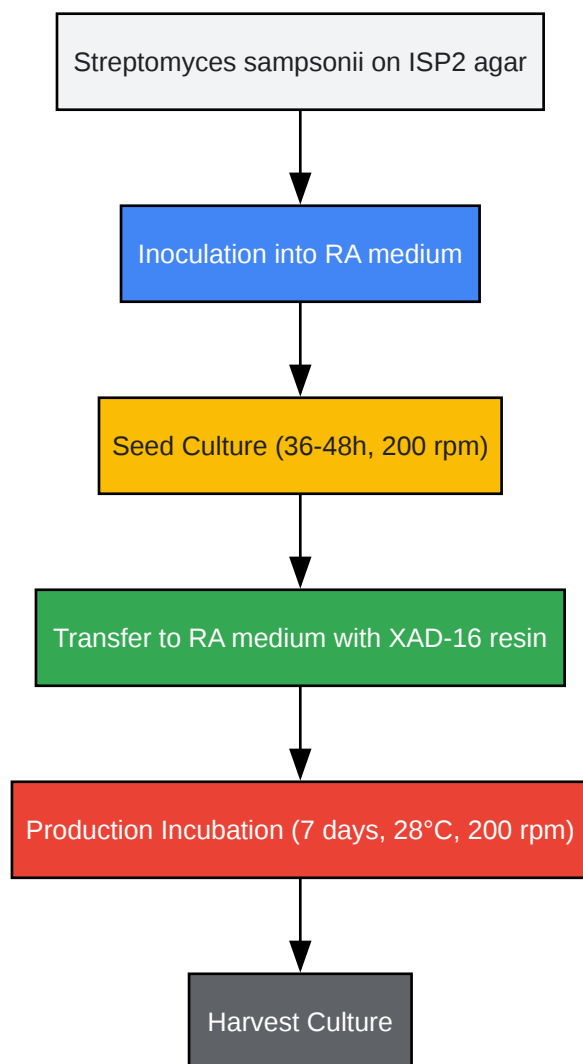 Streptomyces sampsonii on ISP2 agar
Inoculation into RA medium
Seed Culture (36-48h, 200 rpm)
Transfer to RA medium with XAD-16 resin
Production Incubation (7 days, 28°C, 200 rpm)
Harvest Culture